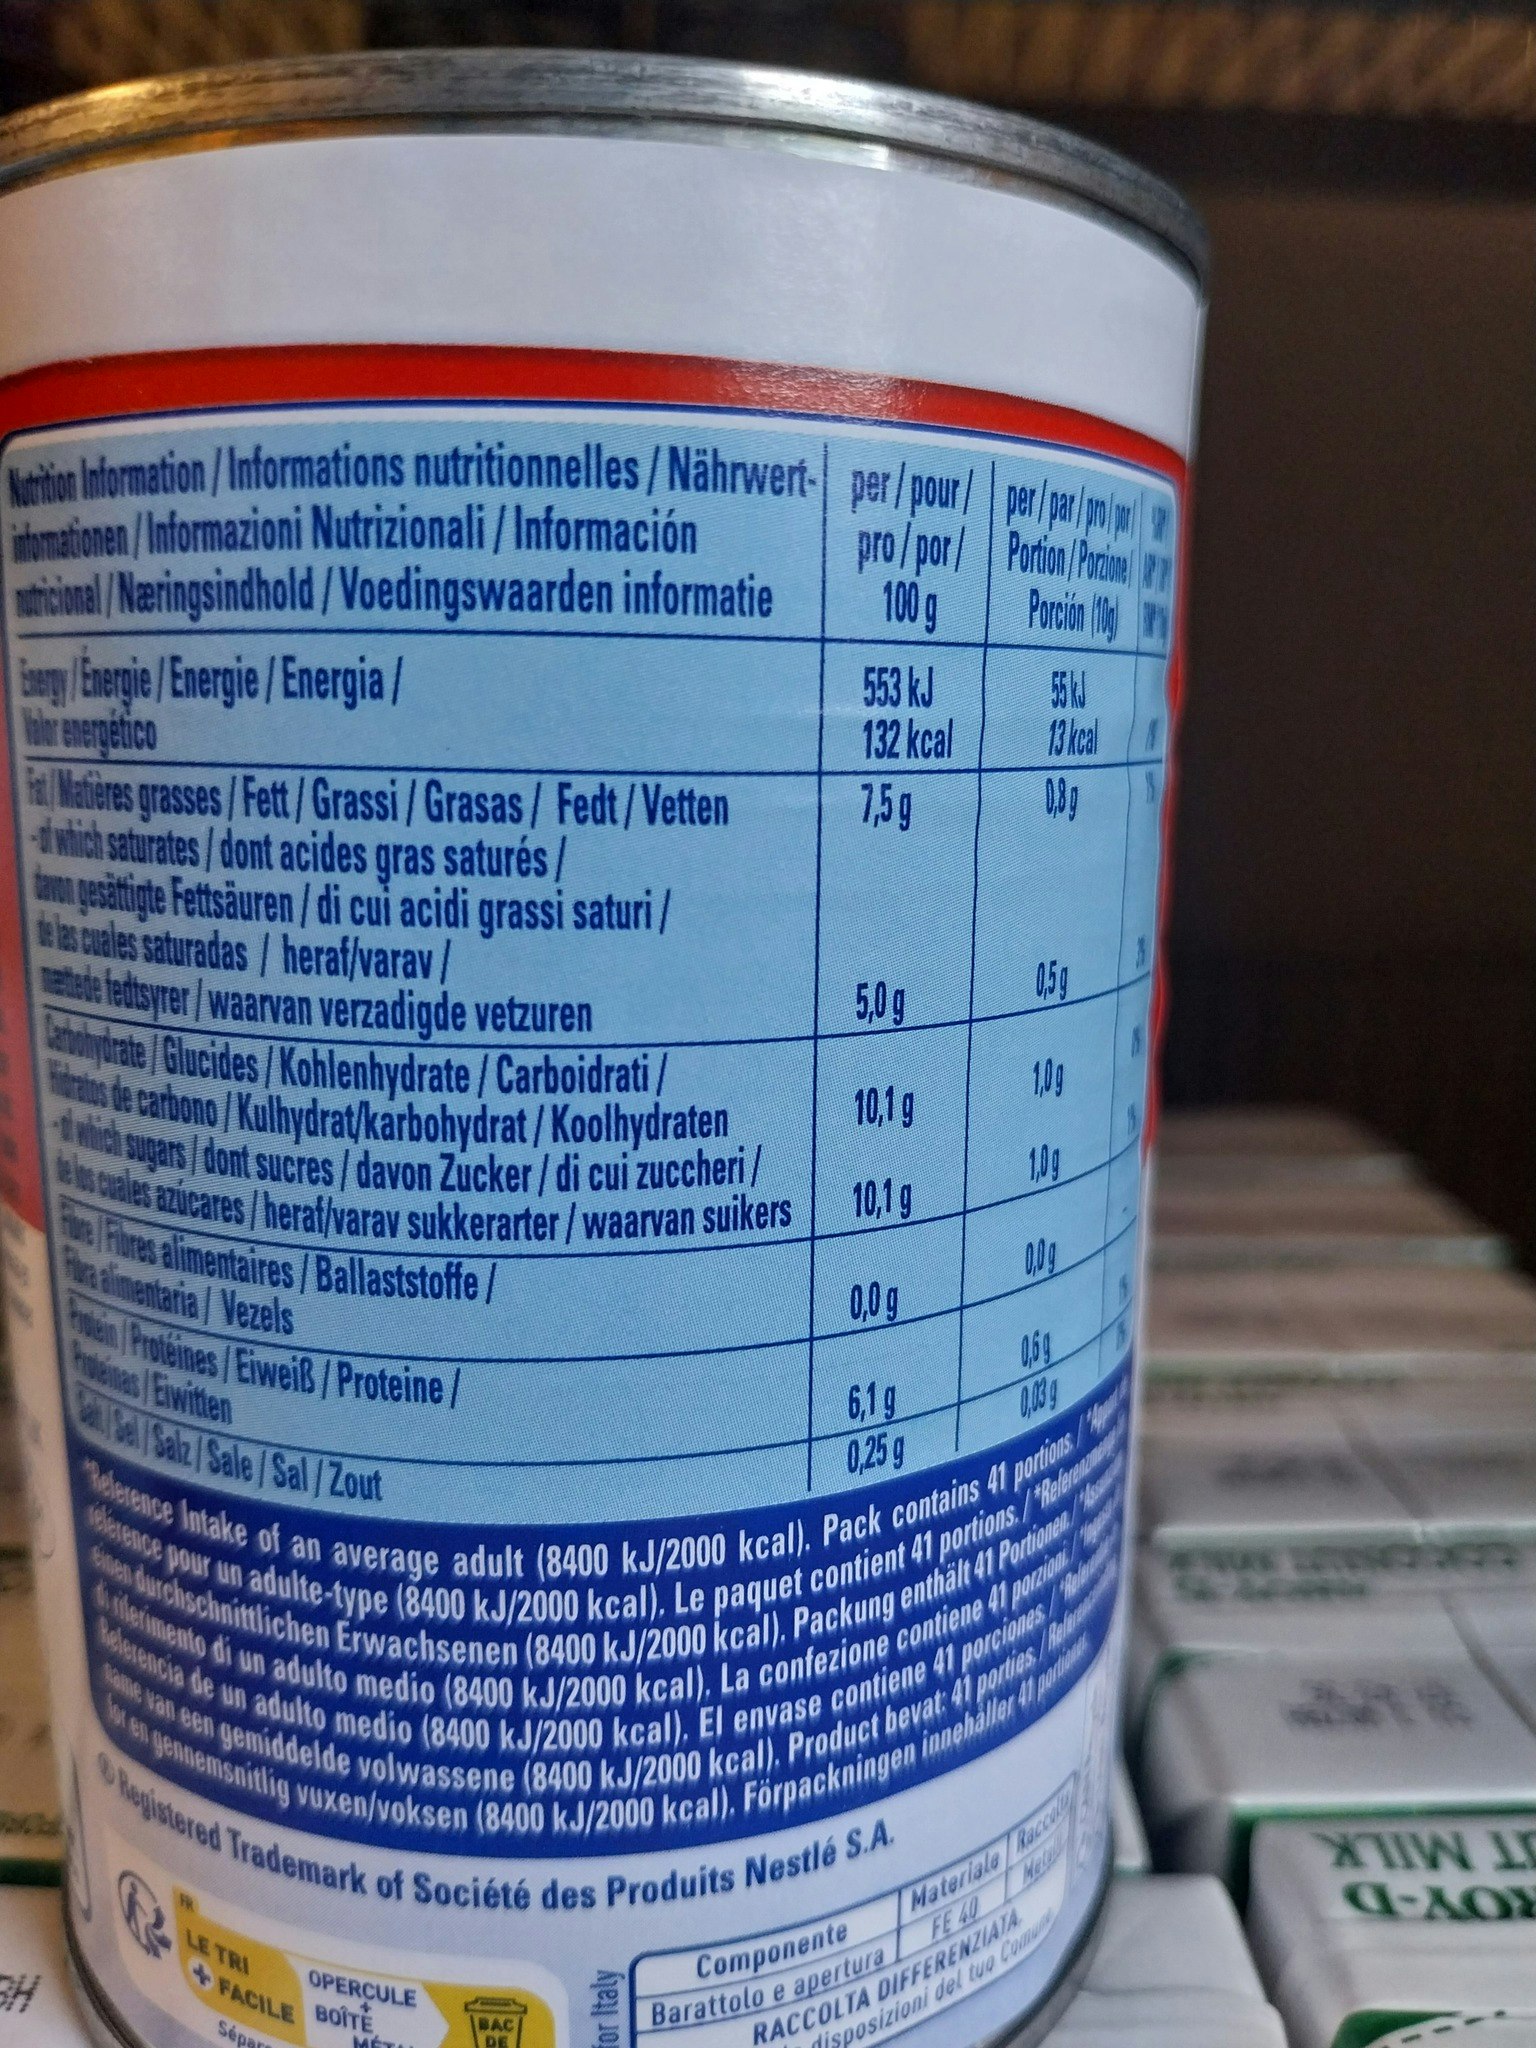 Nutrition Information / Informations nutritionnelles / Nährwert-
informationen / Informazioni Nutrizionali / Información
nutricional / Næringsindhold / Voedingswaarden informatie
per / pour /
pro / por /
100 g
per / par / pro / por /
Portion / Porzione /
Porción (10g)
Energy / Énergie / Energie / Energia /
Valor energético
553 kJ 55 kJ
132 kcal 13 kcal
Fat / Matières grasses / Fett / Grassi / Grasas / Fedt / Vetten 7,5 g 0,8 g
- of which saturates / dont acides gras saturés /
davon gesättigte Fettsäuren / di cui acidi grassi saturi /
de las cuales saturadas / heraf/varav /
mættede fedtsyrer / waarvan verzadigde vetzuren 5,0 g 0,5 g
Carbohydrate / Glucides / Kohlenhydrate / Carboidrati /
Hidratos de carbono / Kulhydrat/karbohydrat / Koolhydraten 10,1 g 1,0 g
- of which sugars / dont sucres / davon Zucker / di cui zuccheri /
de los cuales azúcares / heraf/varav sukkerarter / waarvan suikers 10,1 g 1,0 g
Fibre / Fibres alimentaires / Ballaststoffe /
Fibra alimentaria / Vezels 0,0 g 0,0 g
Protein / Protéines / Eiweiß / Proteine /
Proteínas / Eiwitten 6,1 g 0,6 g
Salt / Sel / Salz / Sale / Sal / Zout 0,25 g 0,03 g
*Reference Intake of an average adult (8400 kJ/2000 kcal). Pack contains 41 portions. /
référence pour un adulte-type (8400 kJ/2000 kcal). Le paquet contient 41 portions. /
einen durchschnittlichen Erwachsenen (8400 kJ/2000 kcal). Packung enthält 41 Portionen. /
di riferimento di un adulto medio (8400 kJ/2000 kcal). La confezione contiene 41 porzioni. /
Referencia de un adulto medio (8400 kJ/2000 kcal). El envase contiene 41 porciones. /
name van een gemiddelde volwassene (8400 kJ/2000 kcal). Product bevat: 41 porties. /
for en gennemsnitlig vuxen/voksen (8400 kJ/2000 kcal). Förpackningen innehåller 41 portioner.
® Registered Trademark of Société des Produits Nestlé S.A.
FR
LE TRI
+ FACILE
OPERCULE
+
BOÎTE
BAC
DE
for Italy
Componente Materiale Raccolta
Barattolo e apertura FE 40
RACCOLTA DIFFERENZIATA
disposizioni del tuo Comune